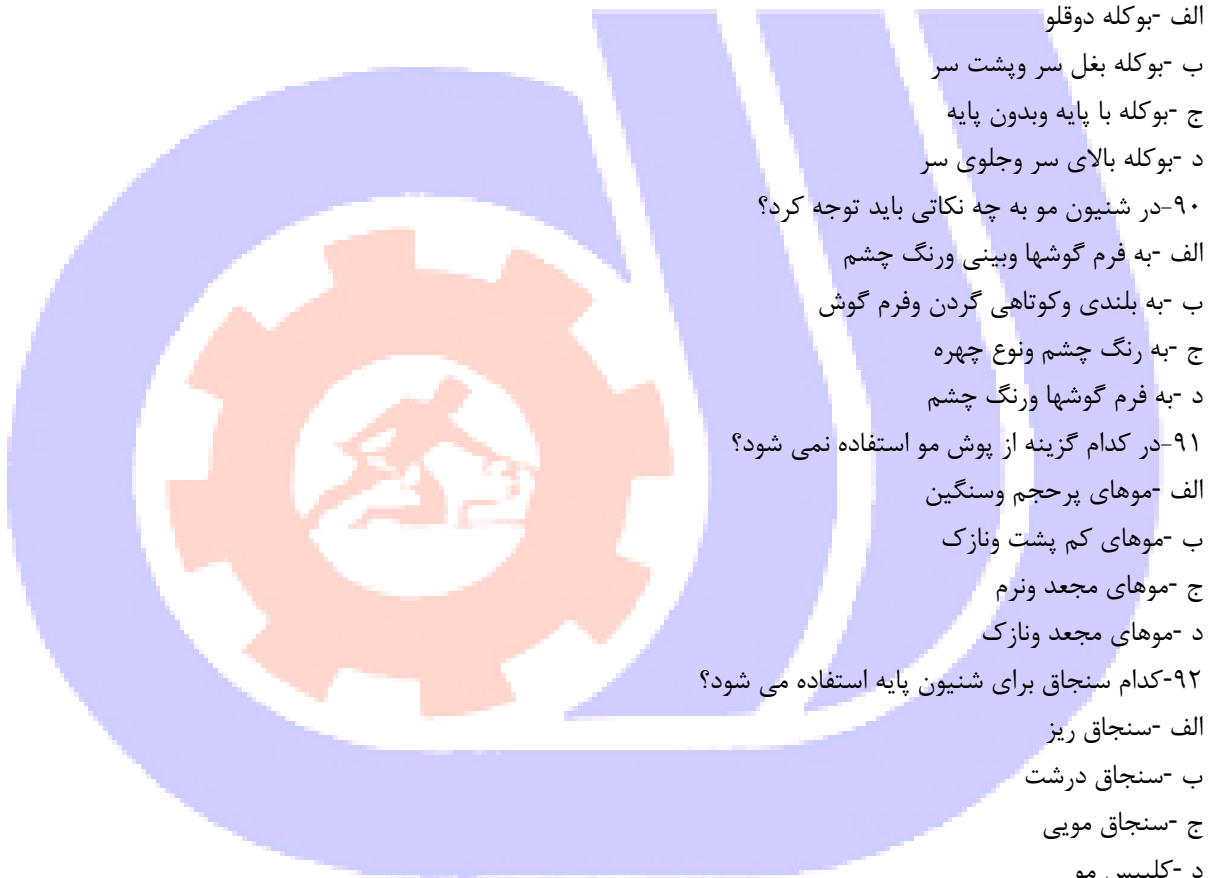 الف -بوکله دوقلو
ب -بوکله بغل سر وپشت سر
ج -بوکله با پایه وبدون پایه
د -بوکله بالای سر وجلوی سر
۹۰-در شنیون مو به چه نکاتی باید توجه کرد؟
الف -به فرم گوشها وبینی ورنگ چشم
ب -به بلندی وکوتاهی گردن وفرم گوش
ج -به رنگ چشم ونوع چهره
د -به فرم گوشها ورنگ چشم
۹۱-در کدام گزینه از پوش مو استفاده نمی شود؟
الف -موهای پرحجم وسنگین
ب -موهای کم پشت ونازک
ج -موهای مجعد ونرم
د -موهای مجعد ونازک
۹۲-کدام سنجاق برای شنیون پایه استفاده می شود؟
الف -سنجاق ریز
ب -سنجاق درشت
ج -سنجاق مویی
د -کلیپس مو